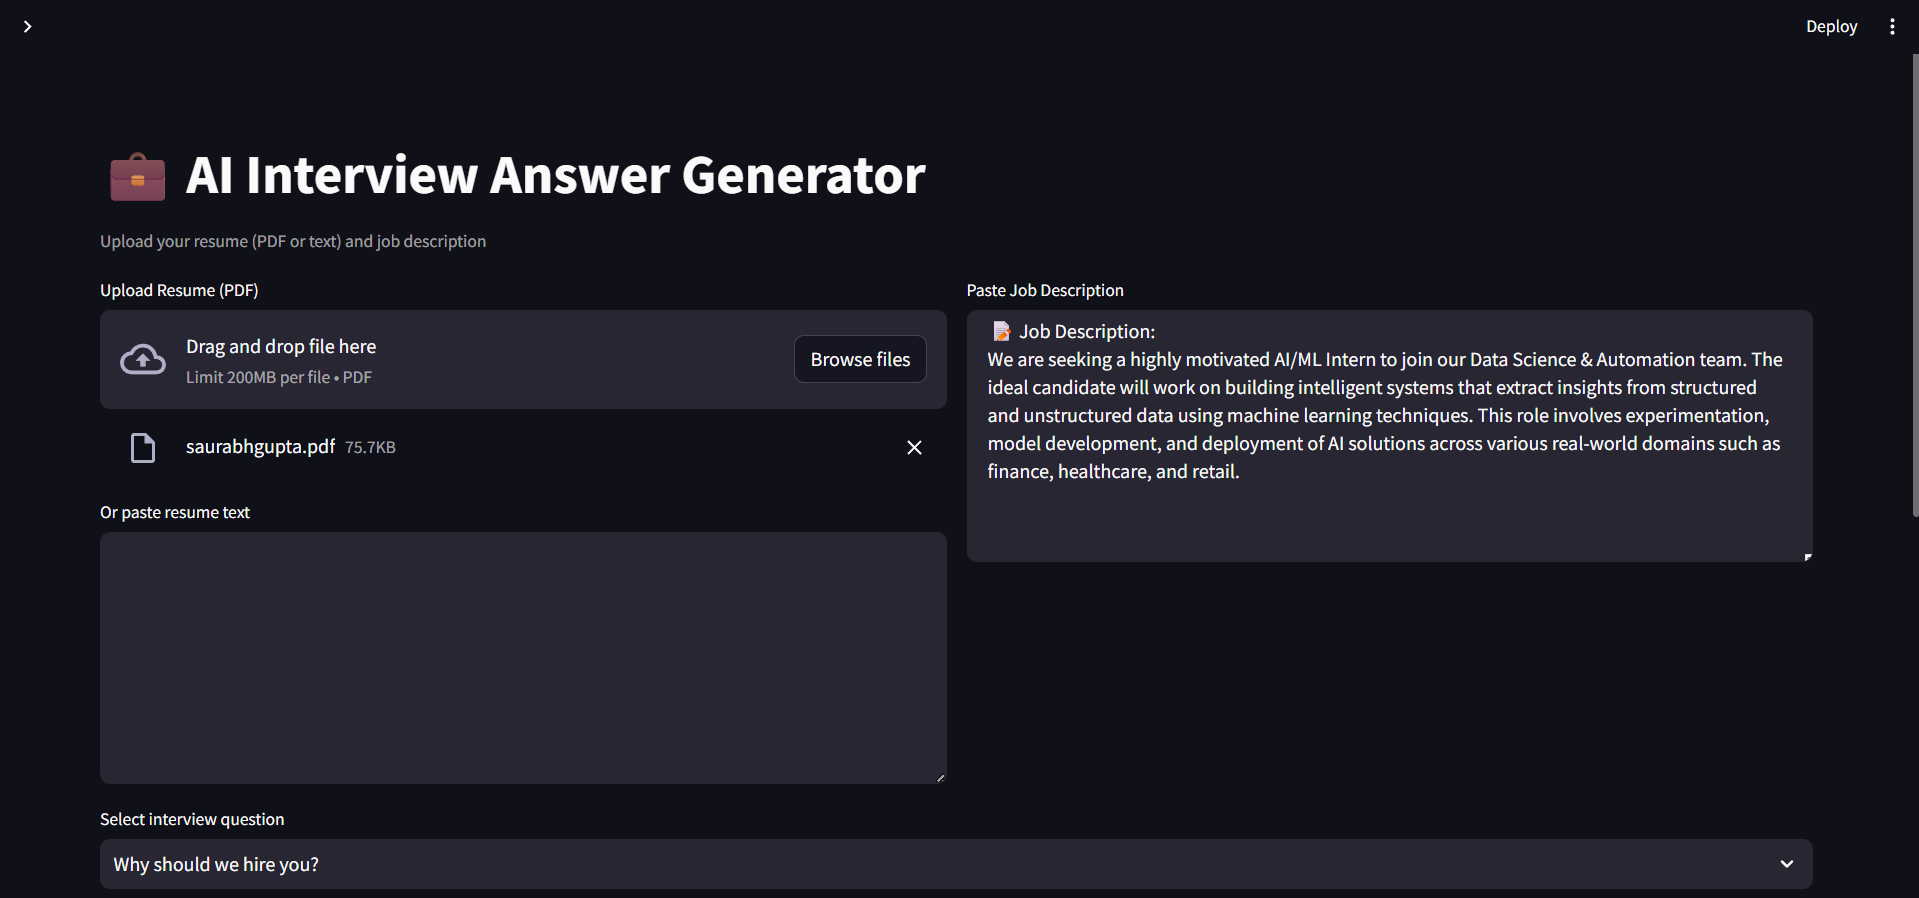 Deploy
AI Interview Answer Generator
Upload your resume (PDF or text) and job description
Upload Resume (PDF)
Drag and drop file here
Limit 200MB per file • PDF
Browse files
saurabhgupta.pdf 75.7KB
Or paste resume text
Paste Job Description
📝 Job Description:
We are seeking a highly motivated AI/ML Intern to join our Data Science & Automation team. The
ideal candidate will work on building intelligent systems that extract insights from structured
and unstructured data using machine learning techniques. This role involves experimentation,
model development, and deployment of AI solutions across various real-world domains such as
finance, healthcare, and retail.
Select interview question
Why should we hire you?